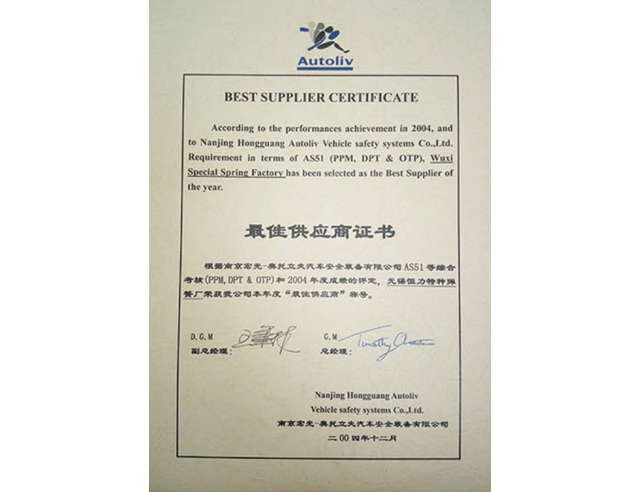 Autoliv
BEST SUPPLIER CERTIFICATE
According to the performances achievement in 2004, and
to Nanjing Hongguang Autoliv Vehicle safety systems Co.,Ltd.
Requirement in terms of AS51 (PPM, DPT & OTP), Wuxi
Special Spring Factory has been selected as the Best Supplier of
the year.
最佳供应商证书
根据南京宏光-奥托立夫汽车安全装备有限公司AS51等综合
考核(PPM,DPT & OTP)和2004年度成绩的评定，无锡恒力特种弹
簧厂荣获我公司本年度“最佳供应商”称号。
D.G.M
副总经理：
G.M
总经理：
Timothy
Nanjing Hongguang Autoliv
Vehicle safety systems Co.,Ltd.
南京宏光-奥托立夫汽车安全装备有限公司
二00四年十二月